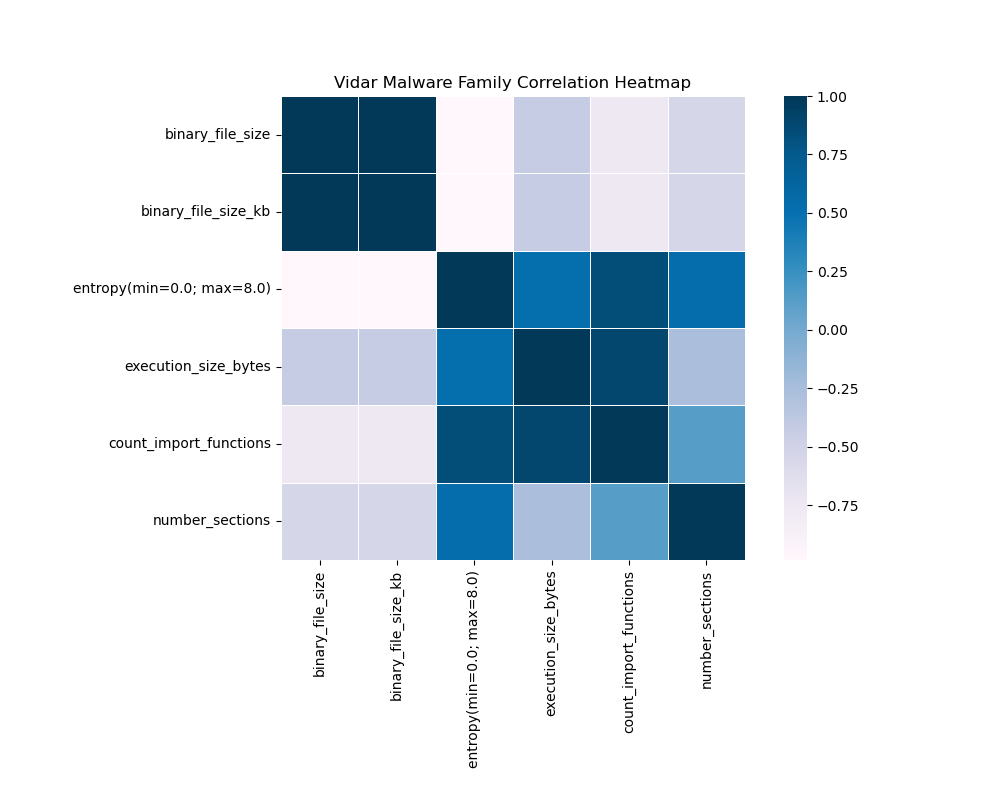 Vidar Malware Family Correlation Heatmap
binary_file_size
binary_file_size_kb
entropy(min=0.0; max=8.0)
execution_size_bytes
count_import_functions
number_sections
binary_file_size
binary_file_size_kb
entropy(min=0.0; max=8.0)
execution_size_bytes
count_import_functions
number_sections
1.00
0.75
0.50
0.25
0.00
−0.25
−0.50
−0.75